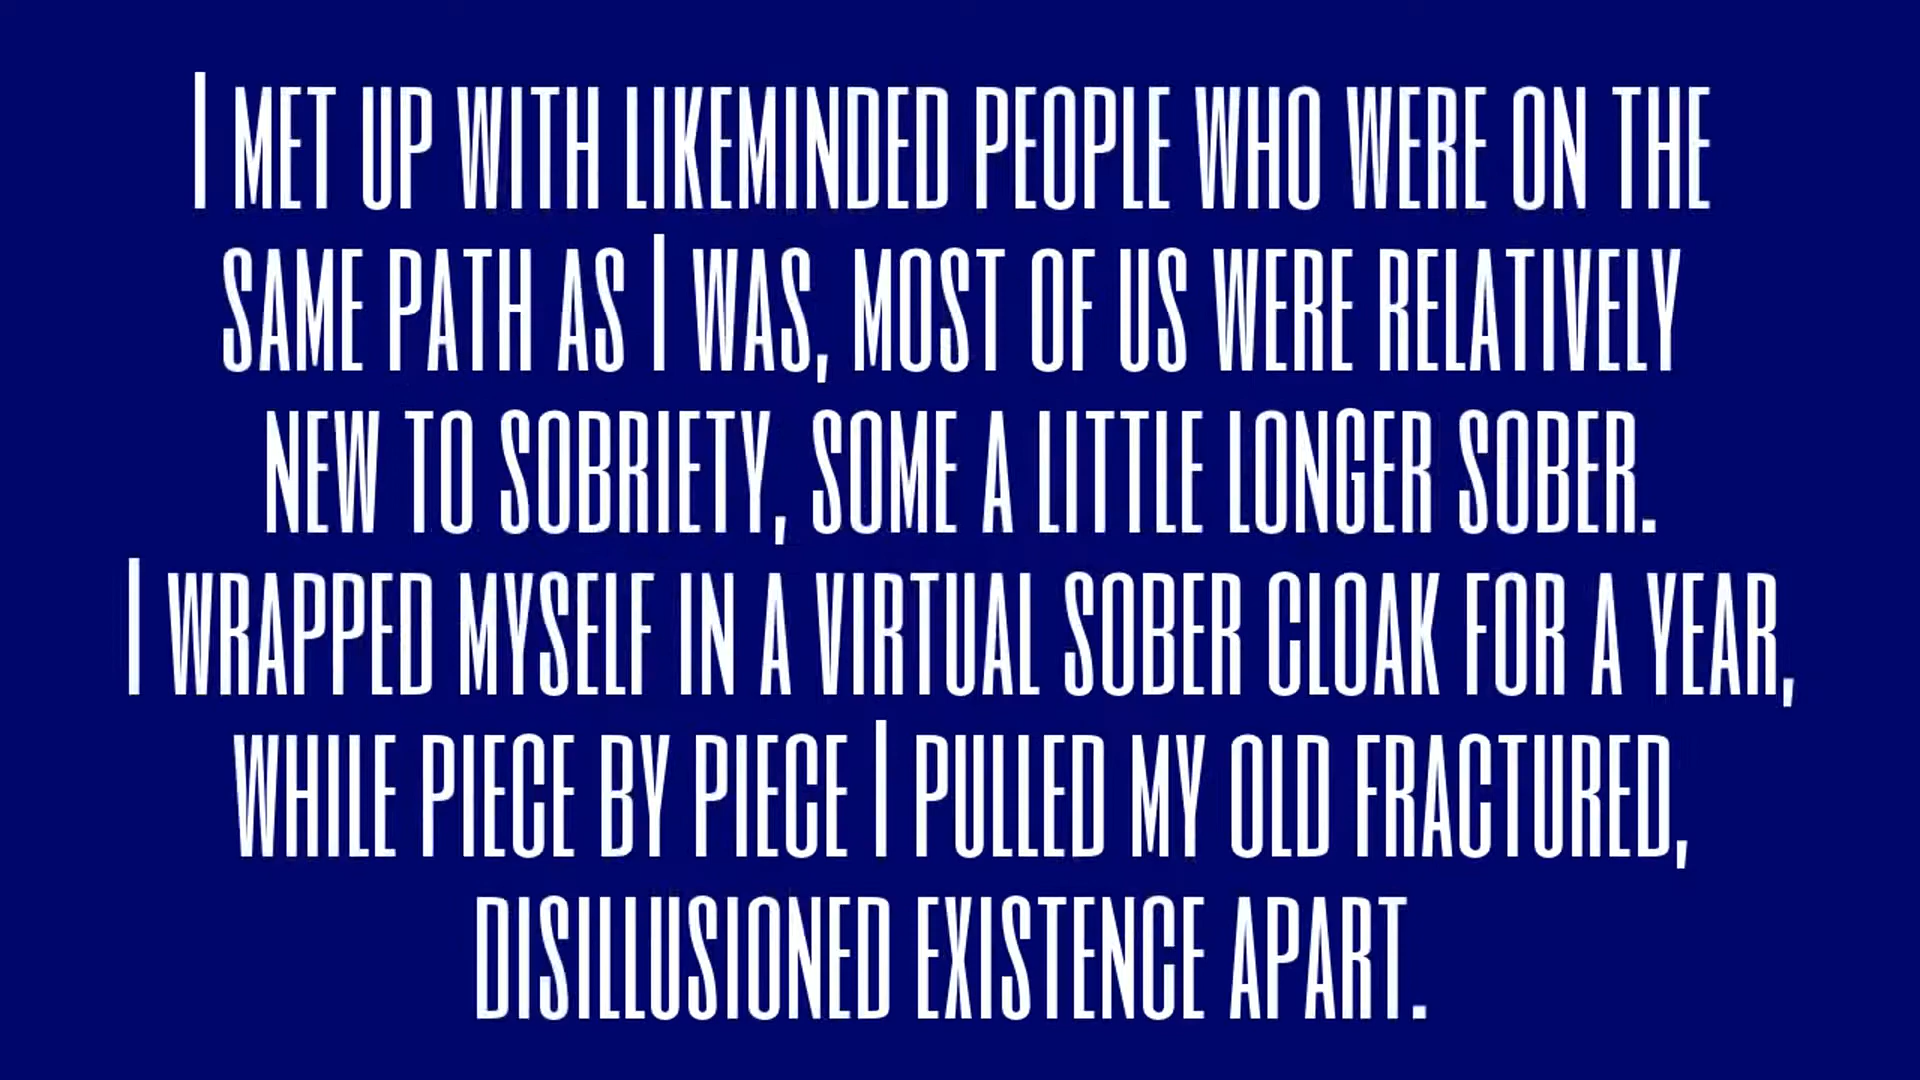 I met up with likeminded people who were on the
same path as I was, most of us were relatively
new to sobriety, some a little longer sober.
I wrapped myself in a virtual sober cloak for a year,
while piece by piece I pulled my old fractured,
disillusioned existence apart.